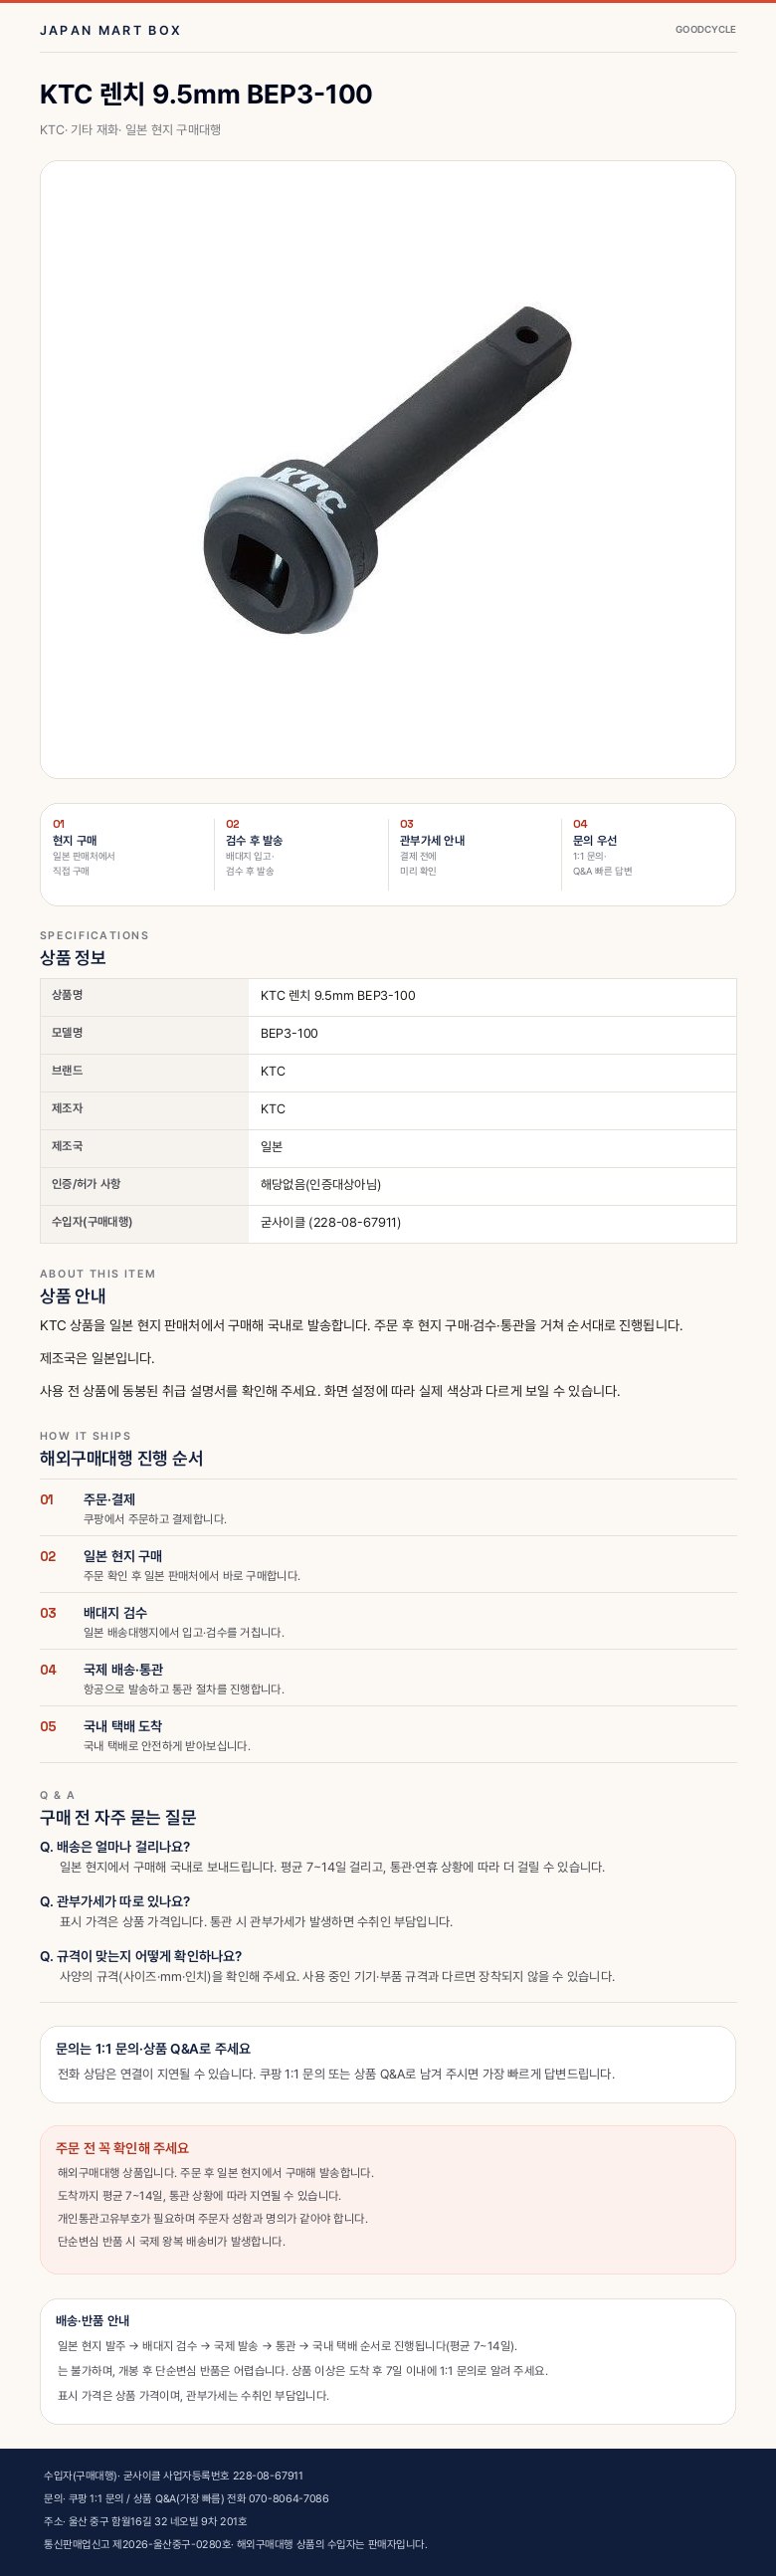 JAPAN MART BOX
GOODCYCLE
KTC 렌치 9.5mm BEP3-100
KTC· 기타 재화· 일본 현지 구매대행
KTC
01
현지 구매
일본 판매처에서
직접 구매
02
검수 후 발송
배대지 입고·
검수 후 발송
03
관부가세 안내
결제 전에
미리 확인
04
문의 우선
1:1 문의·
Q&A 빠른 답변
SPECIFICATIONS
상품 정보
상품명 KTC 렌치 9.5mm BEP3-100
모델명 BEP3-100
브랜드 KTC
제조자 KTC
제조국 일본
인증/허가 사항 해당없음(인증대상아님)
수입자(구매대행) 굳사이클 (228-08-67911)
ABOUT THIS ITEM
상품 안내
KTC 상품을 일본 현지 판매처에서 구매해 국내로 발송합니다. 주문 후 현지 구매·검수·통관을 거쳐 순서대로 진행됩니다.
제조국은 일본입니다.
사용 전 상품에 동봉된 취급 설명서를 확인해 주세요. 화면 설정에 따라 실제 색상과 다르게 보일 수 있습니다.
HOW IT SHIPS
해외구매대행 진행 순서
01 주문·결제
쿠팡에서 주문하고 결제합니다.
02 일본 현지 구매
주문 확인 후 일본 판매처에서 바로 구매합니다.
03 배대지 검수
일본 배송대행지에서 입고·검수를 거칩니다.
04 국제 배송·통관
항공으로 발송하고 통관 절차를 진행합니다.
05 국내 택배 도착
국내 택배로 안전하게 받아보십니다.
Q & A
구매 전 자주 묻는 질문
Q. 배송은 얼마나 걸리나요?
일본 현지에서 구매해 국내로 보내드립니다. 평균 7~14일 걸리고, 통관·연휴 상황에 따라 더 걸릴 수 있습니다.
Q. 관부가세가 따로 있나요?
표시 가격은 상품 가격입니다. 통관 시 관부가세가 발생하면 수취인 부담입니다.
Q. 규격이 맞는지 어떻게 확인하나요?
사양의 규격(사이즈·mm·인치)을 확인해 주세요. 사용 중인 기기·부품 규격과 다르면 장착되지 않을 수 있습니다.
문의는 1:1 문의·상품 Q&A로 주세요
전화 상담은 연결이 지연될 수 있습니다. 쿠팡 1:1 문의 또는 상품 Q&A로 남겨 주시면 가장 빠르게 답변드립니다.
주문 전 꼭 확인해 주세요
해외구매대행 상품입니다. 주문 후 일본 현지에서 구매해 발송합니다.
도착까지 평균 7~14일, 통관 상황에 따라 지연될 수 있습니다.
개인통관고유부호가 필요하며 주문자 성함과 명의가 같아야 합니다.
단순변심 반품 시 국제 왕복 배송비가 발생합니다.
배송·반품 안내
일본 현지 발주 → 배대지 검수 → 국제 발송 → 통관 → 국내 택배 순서로 진행됩니다(평균 7~14일).
는 불가하며, 개봉 후 단순변심 반품은 어렵습니다. 상품 이상은 도착 후 7일 이내에 1:1 문의로 알려 주세요.
표시 가격은 상품 가격이며, 관부가세는 수취인 부담입니다.
수입자(구매대행)· 굳사이클 사업자등록번호 228-08-67911
문의· 쿠팡 1:1 문의 / 상품 Q&A(가장 빠름) 전화 070-8064-7086
주소· 울산 중구 함월16길 32 네오빌 9차 201호
통신판매업신고 제2026-울산중구-0280호· 해외구매대행 상품의 수입자는 판매자입니다.